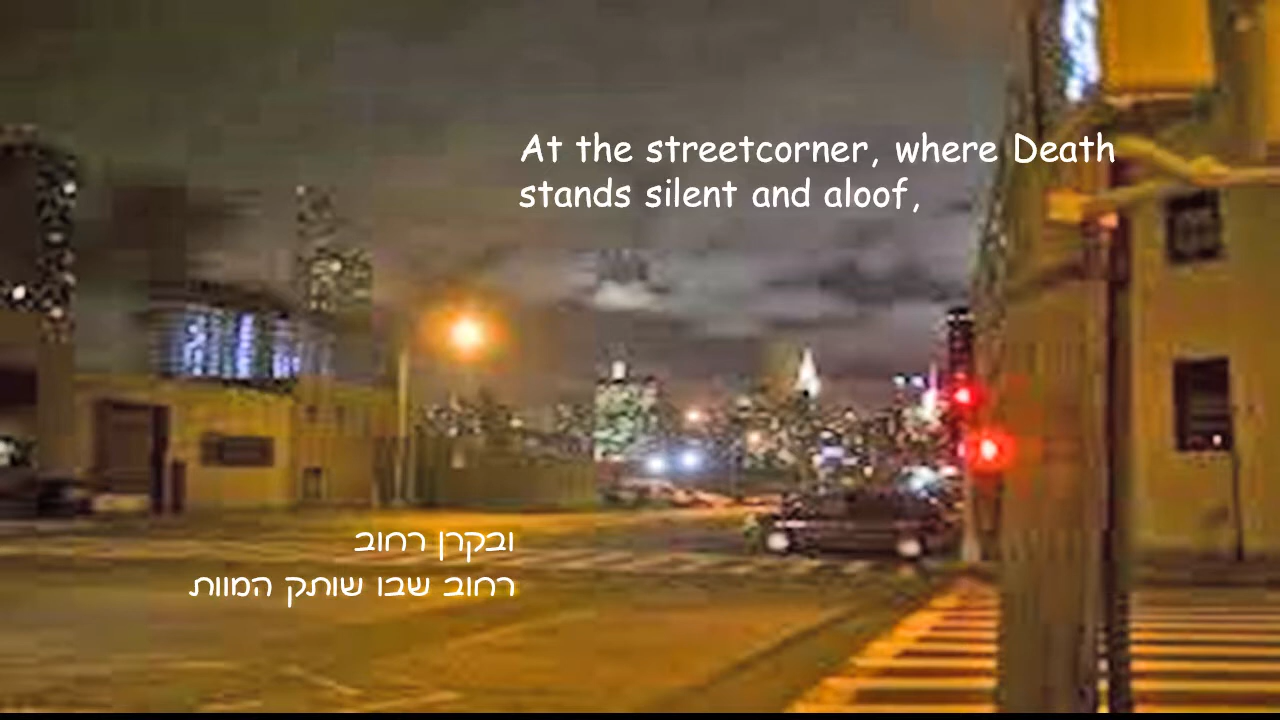 At the streetcorner, where Death
stands silent and aloof,
ובקרן רחוב
רחוב שבו שותק המוות